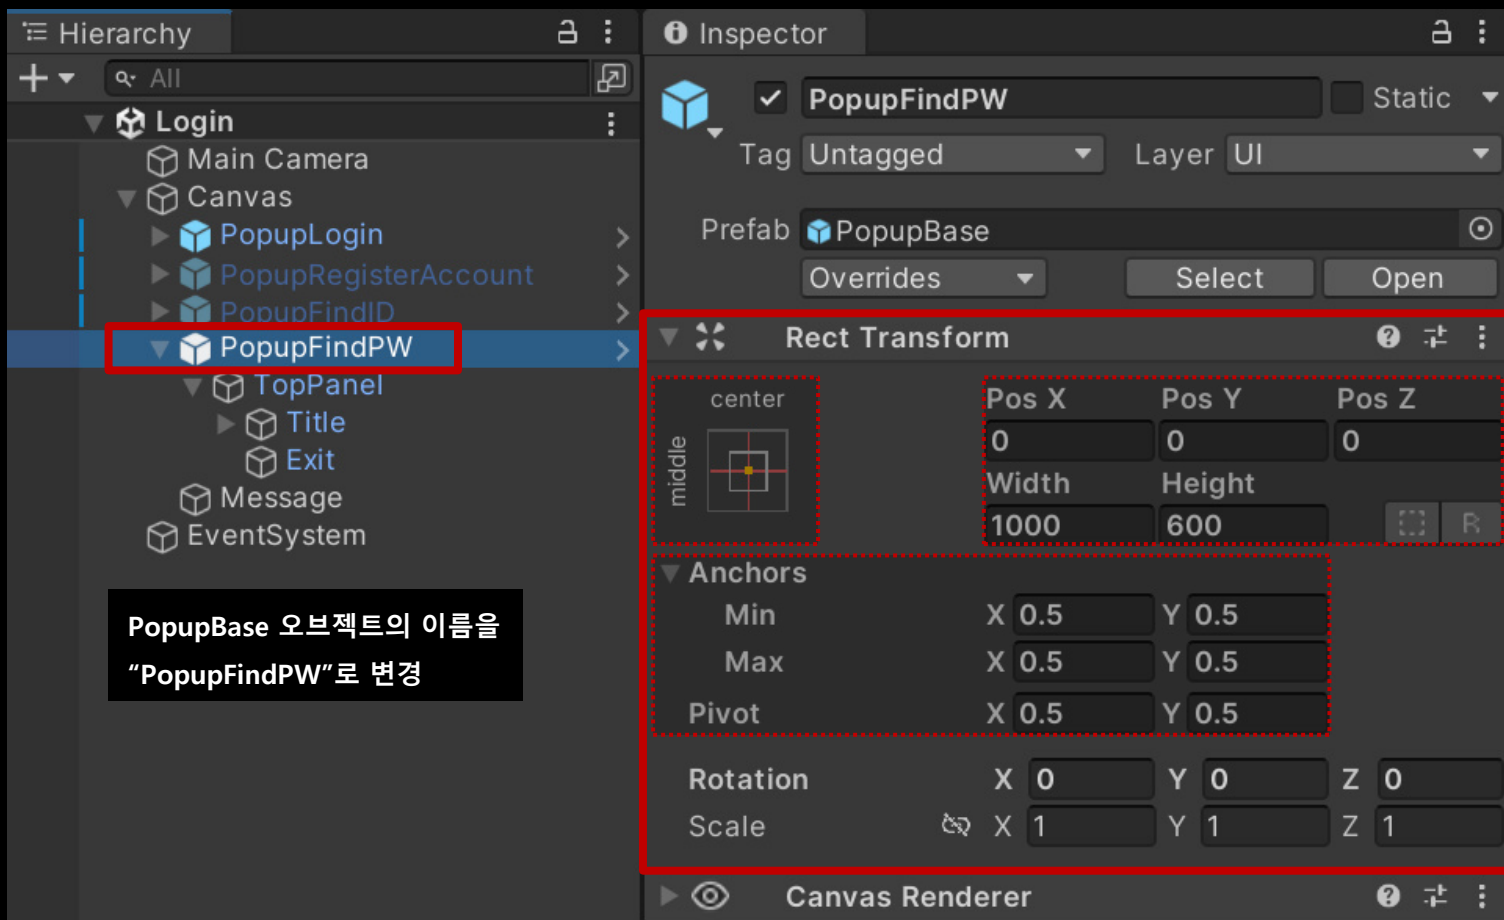 Hierarchy
All
Login
Main Camera
Canvas
PopupLogin
PopupRegisterAccount
PopupFindID
PopupFindPW
TopPanel
Title
Exit
Message
EventSystem
PopupBase 오브젝트의 이름을
“PopupFindPW”로 변경
Inspector
PopupFindPW Static
Tag Untagged Layer UI
Prefab PopupBase
Overrides Select Open
Rect Transform
center
middle
Pos X Pos Y Pos Z
0 0 0
Width Height
1000 600
R
Anchors
Min X 0.5 Y 0.5
Max X 0.5 Y 0.5
Pivot X 0.5 Y 0.5
Rotation X 0 Y 0 Z 0
Scale X 1 Y 1 Z 1
Canvas Renderer